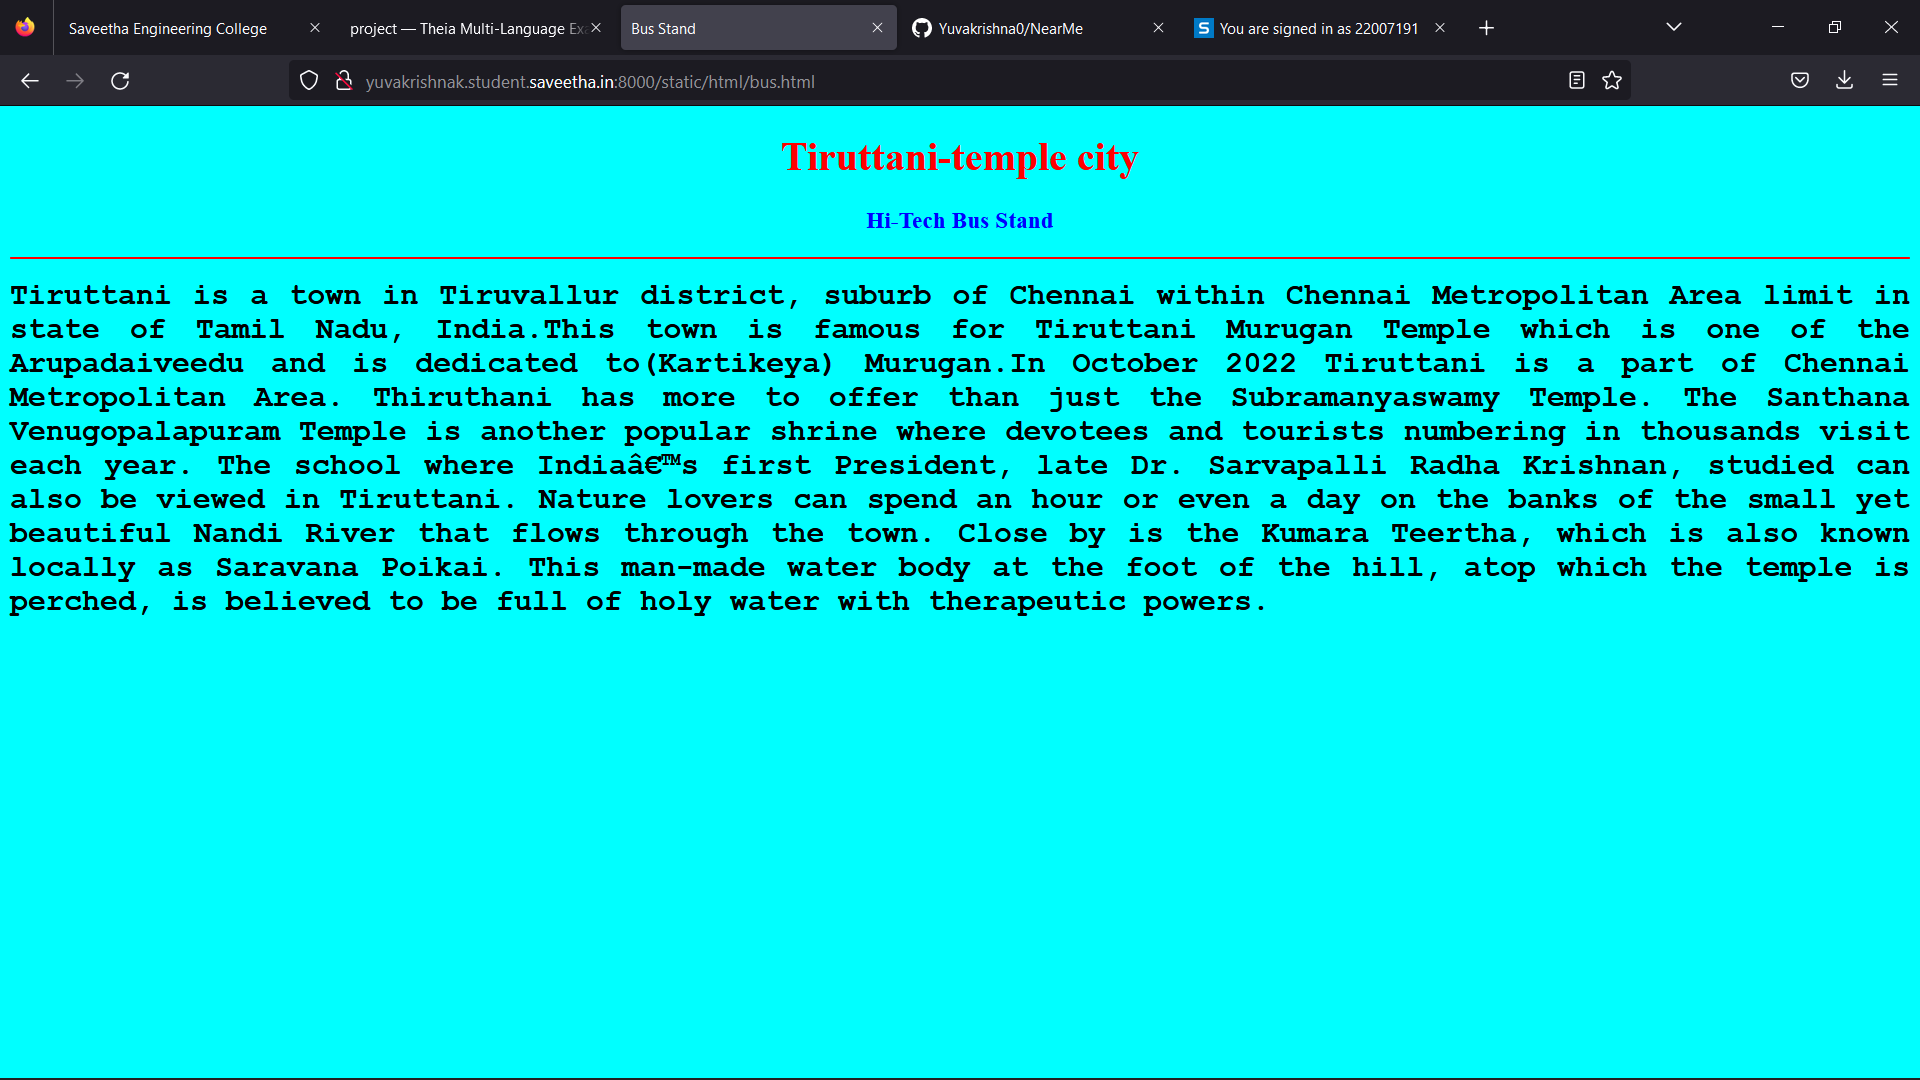 Saveetha Engineering College
project — Theia Multi-Language Exa
Bus Stand
Yuvakrishna0/NearMe
S You are signed in as 22007191
yuvakrishnak.student.saveetha.in:8000/static/html/bus.html
Tiruttani-temple city
Hi-Tech Bus Stand
Tiruttani is a town in Tiruvallur district, suburb of Chennai within Chennai Metropolitan Area limit in
state of Tamil Nadu, India.This town is famous for Tiruttani Murugan Temple which is one of the
Arupadaiveedu and is dedicated to(Kartikeya) Murugan.In October 2022 Tiruttani is a part of Chennai
Metropolitan Area. Thiruthani has more to offer than just the Subramanyaswamy Temple. The Santhana
Venugopalapuram Temple is another popular shrine where devotees and tourists numbering in thousands visit
each year. The school where Indiaâ€™s first President, late Dr. Sarvapalli Radha Krishnan, studied can
also be viewed in Tiruttani. Nature lovers can spend an hour or even a day on the banks of the small yet
beautiful Nandi River that flows through the town. Close by is the Kumara Teertha, which is also known
locally as Saravana Poikai. This man-made water body at the foot of the hill, atop which the temple is
perched, is believed to be full of holy water with therapeutic powers.